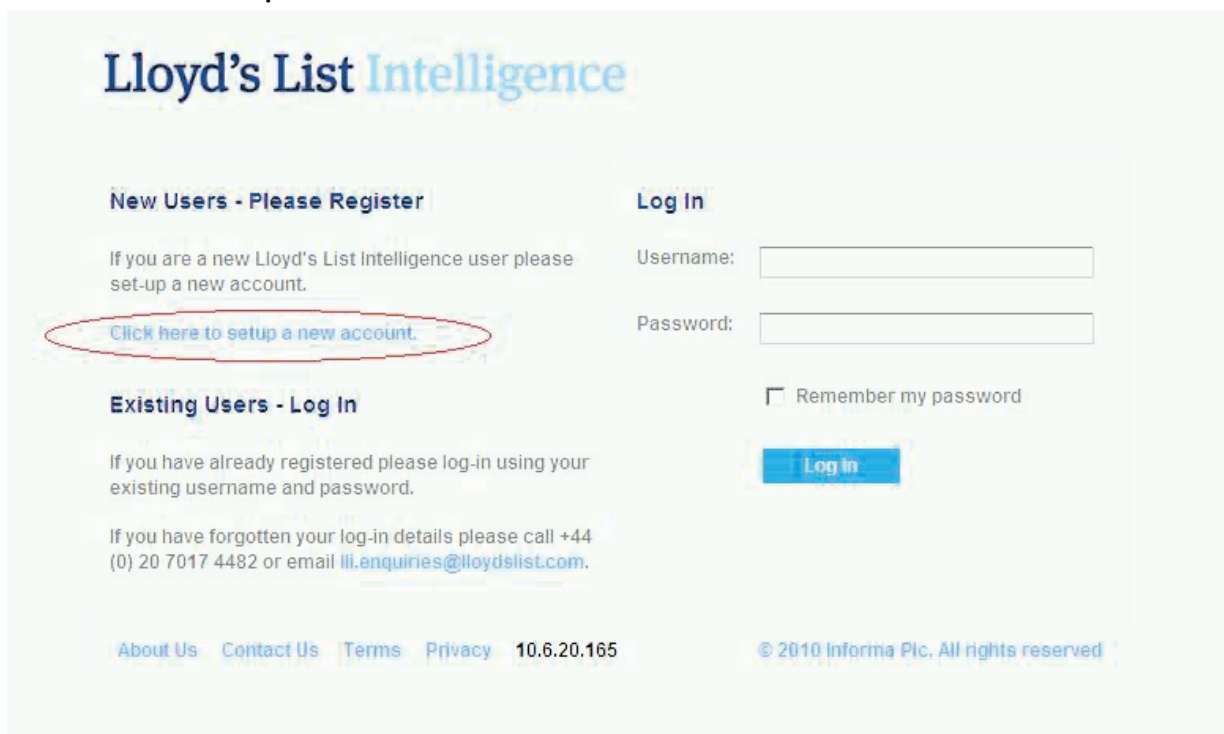 Lloyd's List Intelligence
New Users - Please Register
If you are a new Lloyd's List Intelligence user please
set-up a new account.
Click here to setup a new account.
Existing Users - Log In
If you have already registered please log-in using your
existing username and password.
If you have forgotten your log-in details please call +44
(0) 20 7017 4482 or email lli.enquiries@lloydslist.com.
Log In
Username:
Password:
Remember my password
Log in
About Us Contact Us Terms Privacy 10.6.20.165 © 2010 Informa Plc. All rights reserved